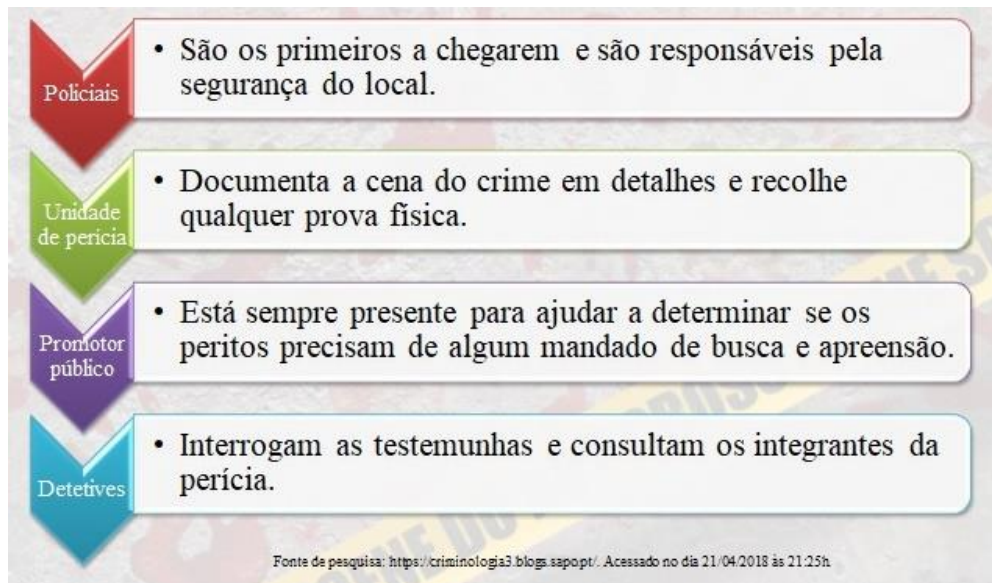 Policiais
• São os primeiros a chegarem e são responsáveis pela
segurança do local.
Unidade
de perícia
• Documenta a cena do crime em detalhes e recolhe
qualquer prova física.
Promotor
público
• Está sempre presente para ajudar a determinar se os
peritos precisam de algum mandado de busca e apreensão.
Detetives
• Interrogam as testemunhas e consultam os integrantes da
perícia.
Fonte de pesquisa: https://criminologia3.blogs.sapo.pt/. Acessado no dia 21/04/2018 às 21:25h